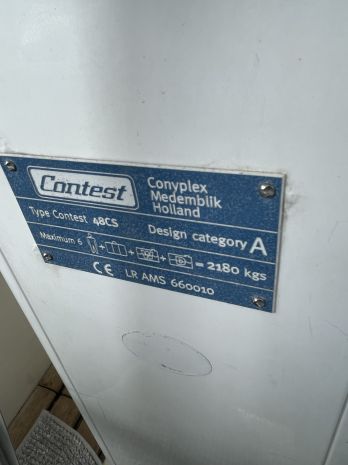 Contest
Conyplex
Medemblik
Holland
Type Contest 48CS
Design category A
Maximum 6 + + + = 2180 kgs
CE LR AMS 660010